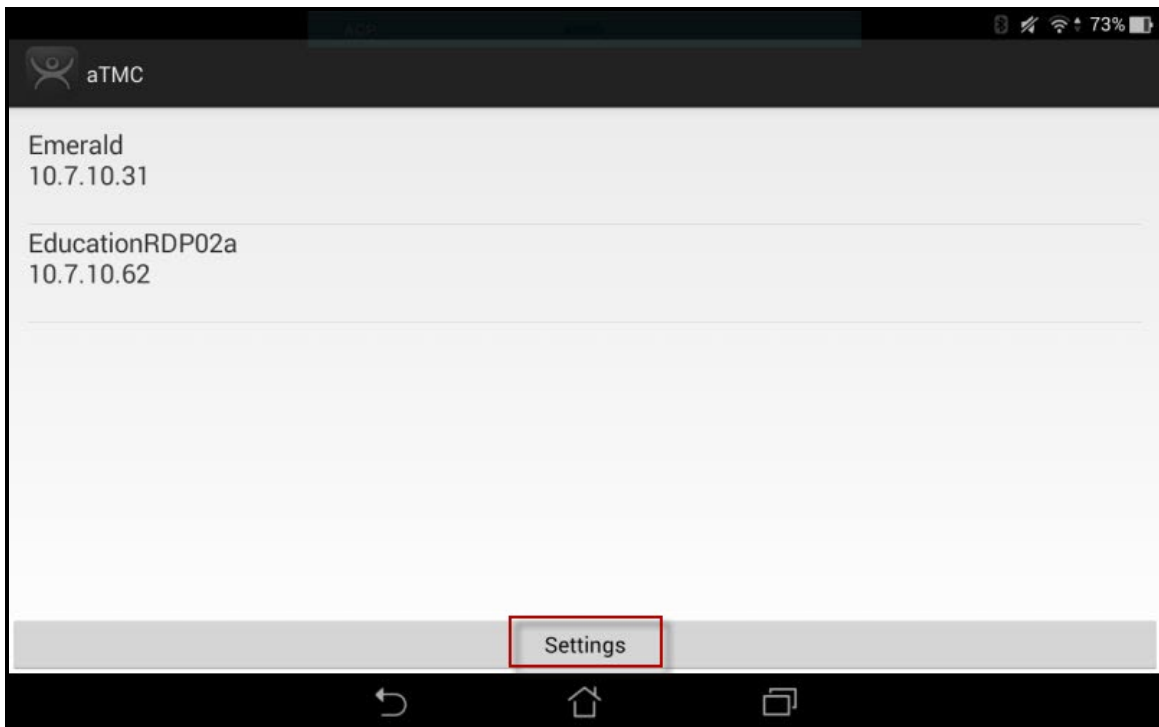 73%
aTMC
Emerald
10.7.10.31
EducationRDP02a
10.7.10.62
Settings